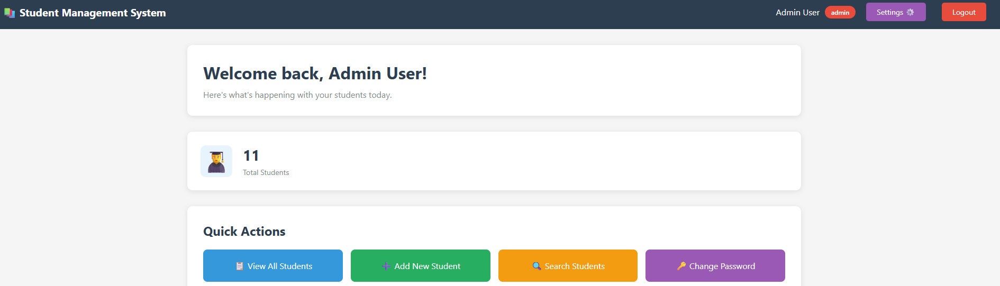 Student Management System
Admin User admin Settings Logout
Welcome back, Admin User!
Here's what's happening with your students today.
11
Total Students
Quick Actions
View All Students
Add New Student
Search Students
Change Password